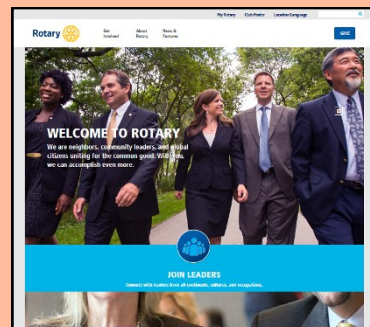 My Rotary Club Finder Location/Language
Rotary
Get
Involved
About
Rotary
News &
Features
GIVE
WELCOME TO ROTARY
We are neighbors, community leaders, and global
citizens uniting for the common good. With you,
we can accomplish even more.
JOIN LEADERS
Connect with leaders from all continents, cultures, and occupations.